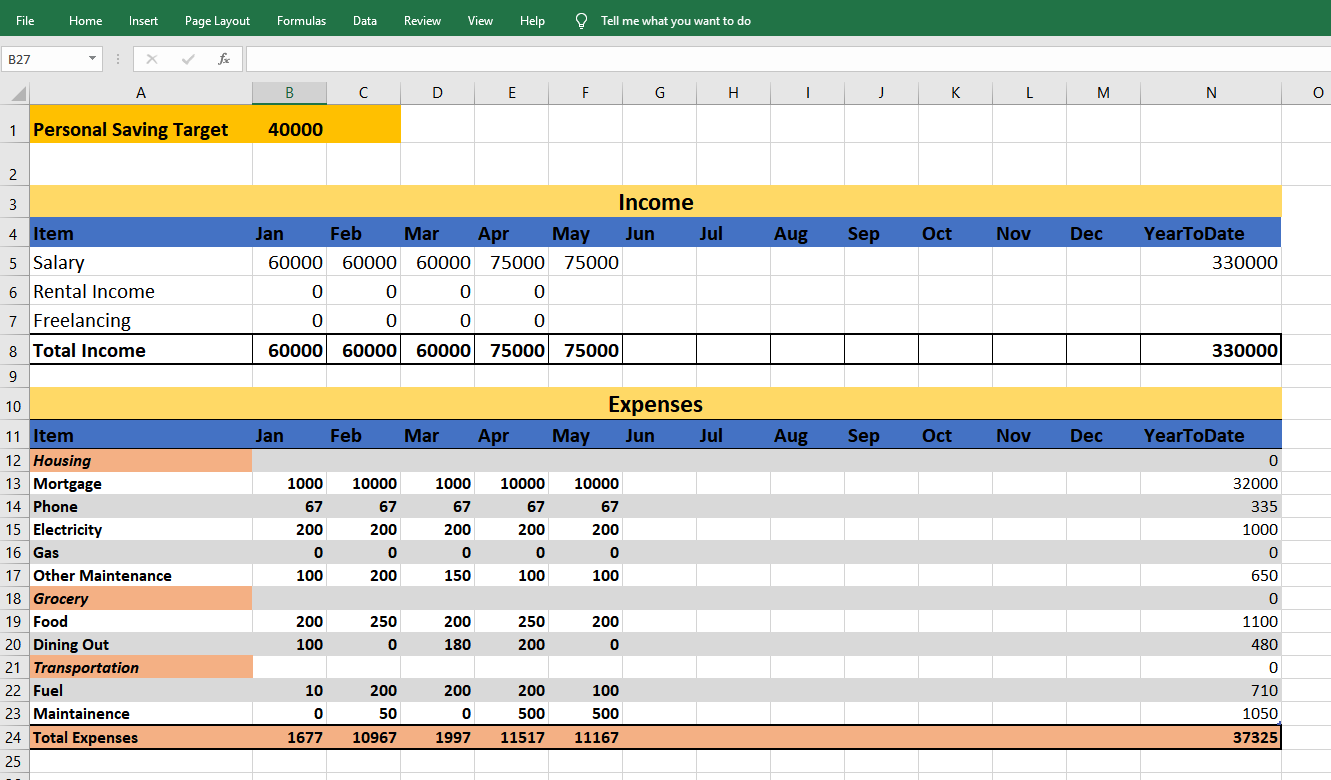 File Home Insert Page Layout Formulas Data Review View Help Tell me what you want to do
B27 fx
A B C D E F G H I J K L M N O
1 Personal Saving Target 40000
2
3 Income
4 Item Jan Feb Mar Apr May Jun Jul Aug Sep Oct Nov Dec YearToDate
5 Salary 60000 60000 60000 75000 75000 330000
6 Rental Income 0 0 0 0
7 Freelancing 0 0 0 0
8 Total Income 60000 60000 60000 75000 75000 330000
9
10 Expenses
11 Item Jan Feb Mar Apr May Jun Jul Aug Sep Oct Nov Dec YearToDate
12 Housing 0
13 Mortgage 1000 10000 1000 10000 10000 32000
14 Phone 67 67 67 67 67 335
15 Electricity 200 200 200 200 200 1000
16 Gas 0 0 0 0 0 0
17 Other Maintenance 100 200 150 100 100 650
18 Grocery 0
19 Food 200 250 200 250 200 1100
20 Dining Out 100 0 180 200 0 480
21 Transportation 0
22 Fuel 10 200 200 200 100 710
23 Maintainence 0 50 0 500 500 1050
24 Total Expenses 1677 10967 1997 11517 11167 37325
25